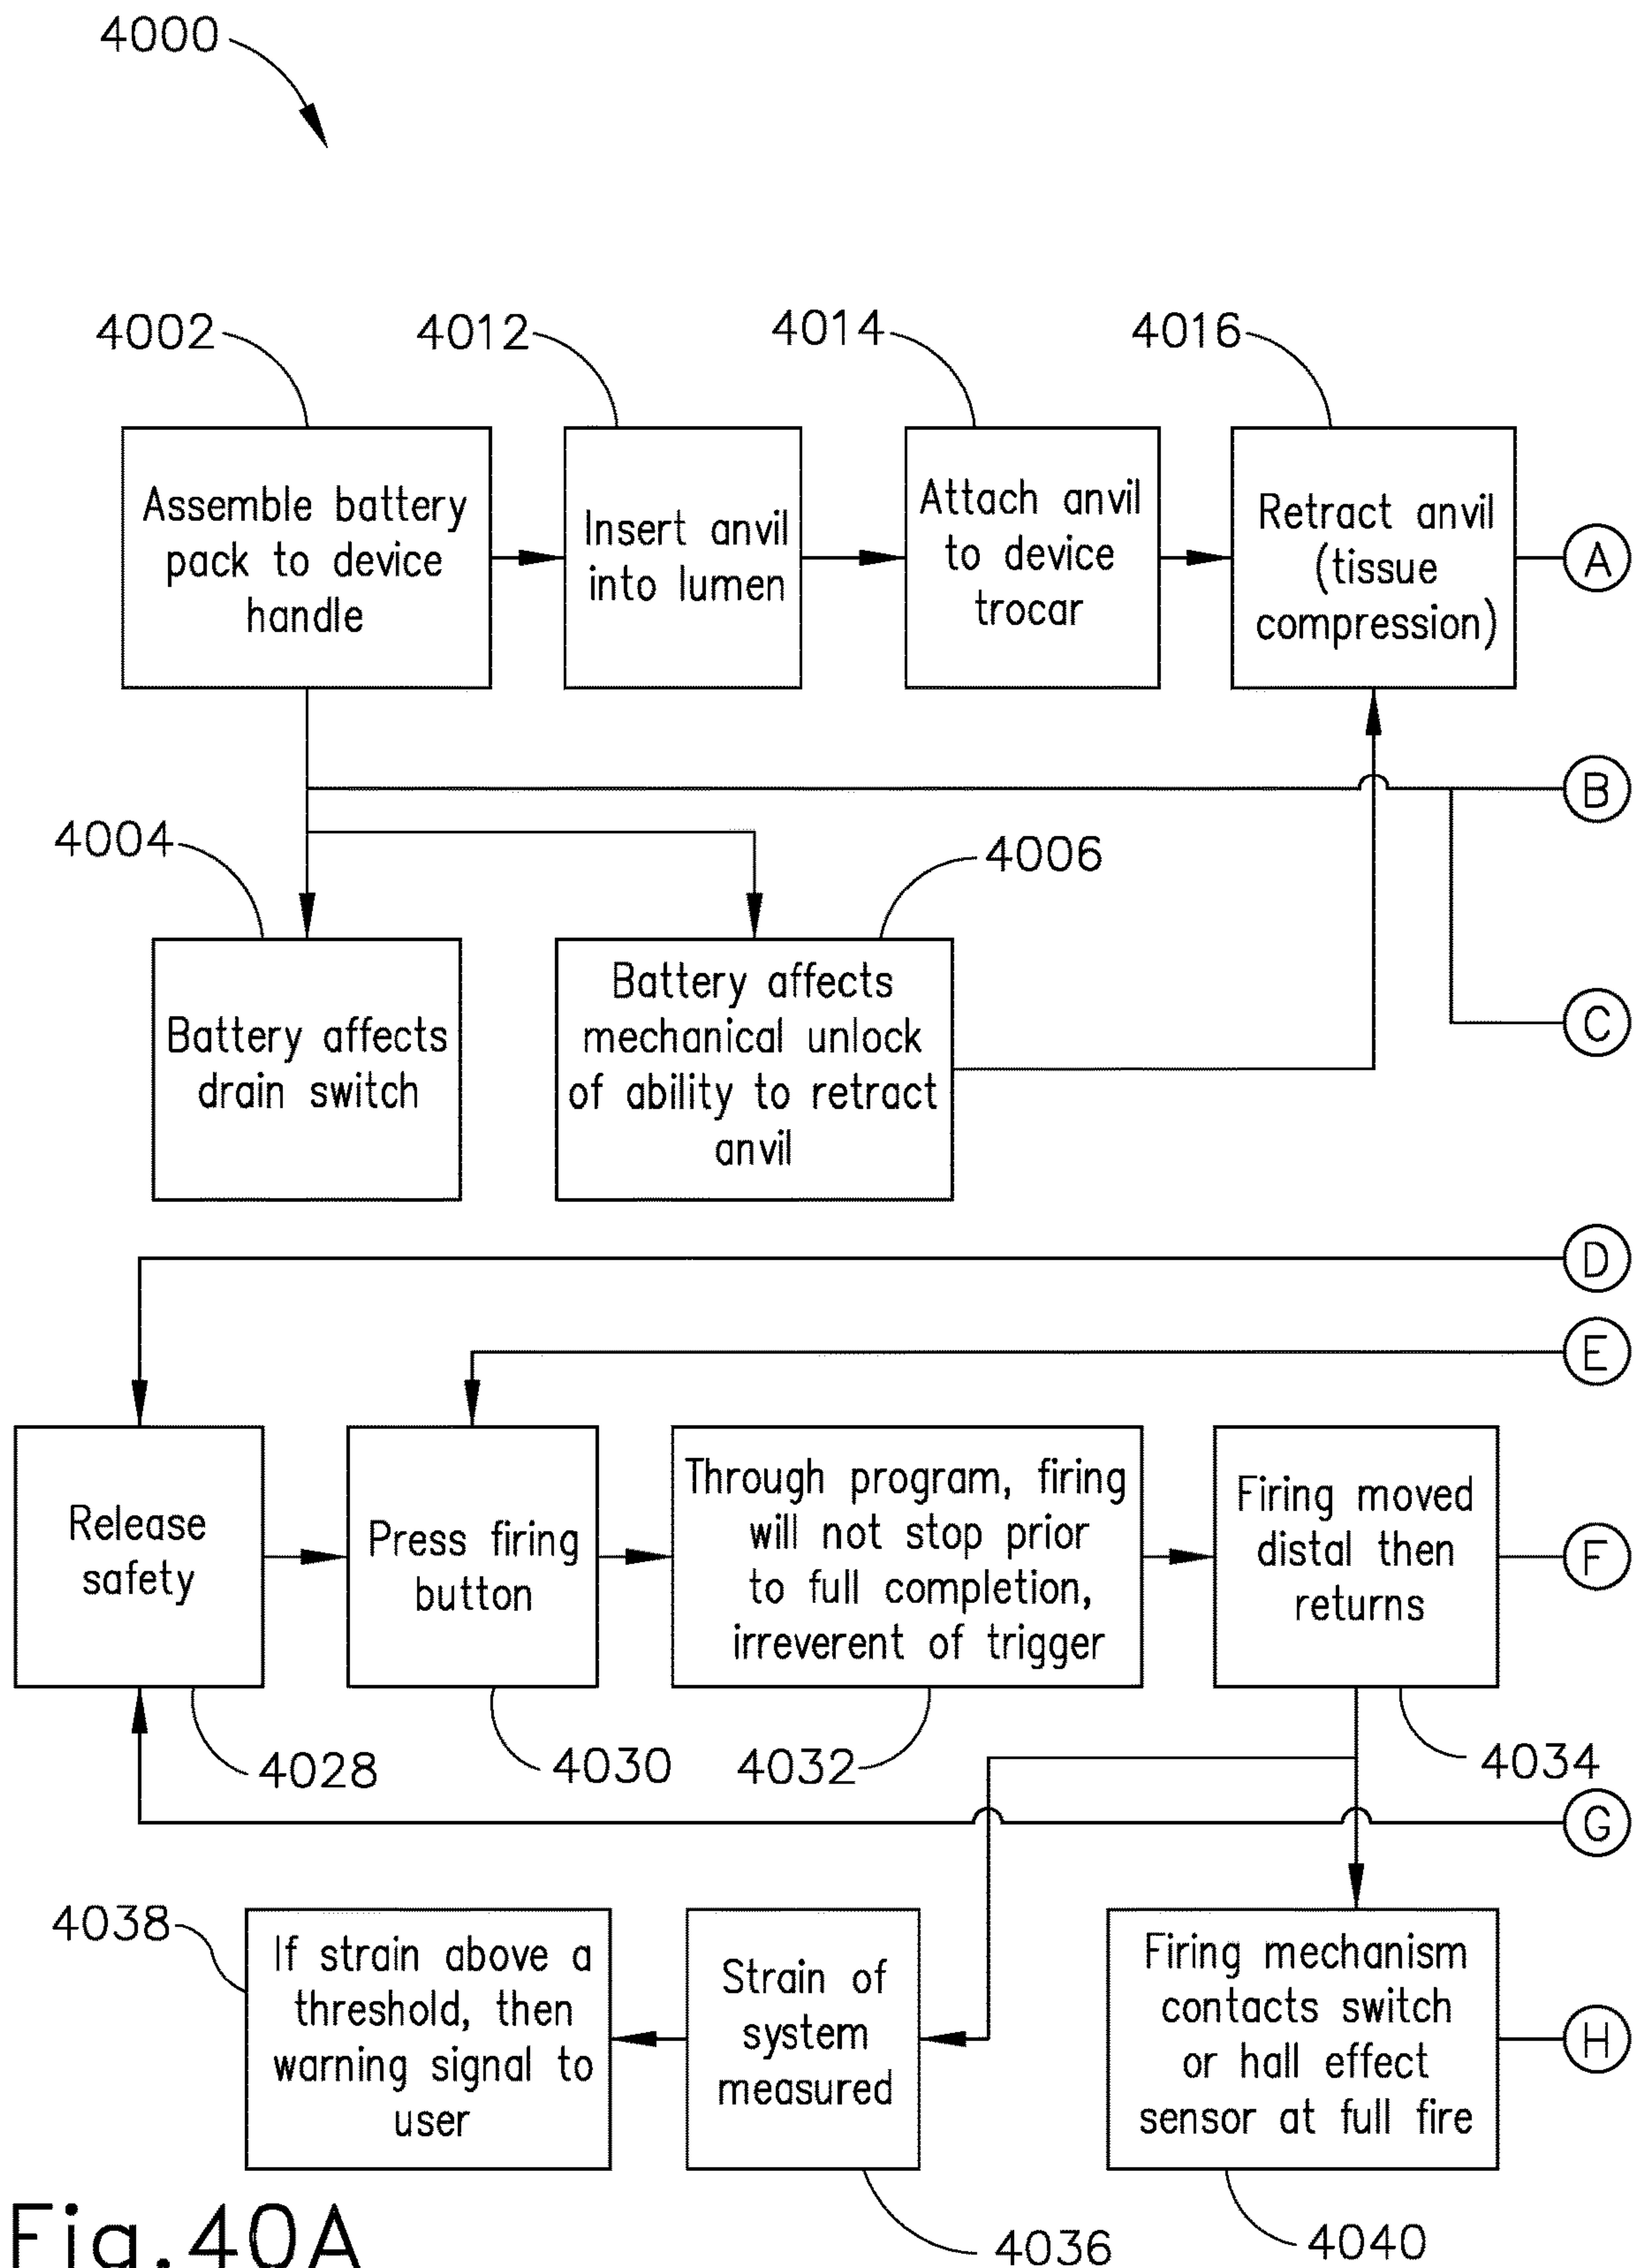 4000
4002
4012
4014
4016
Assemble battery
pack to device
handle
Insert anvil
into lumen
Attach anvil
to device
trocar
Retract anvil
(tissue
compression)
A
B
4004
4006
Battery affects
drain switch
Battery affects
mechanical unlock
of ability to retract
anvil
C
D
E
Release
safety
Press firing
button
Through program, firing
will not stop prior
to full completion,
irreverent of trigger
Firing moved
distal then
returns
F
4028
4030
4032
4034
G
4038
If strain above a
threshold, then
warning signal to
user
Strain of
system
measured
Firing mechanism
contacts switch
or hall effect
sensor at full fire
H
4036
4040
Fig.40A